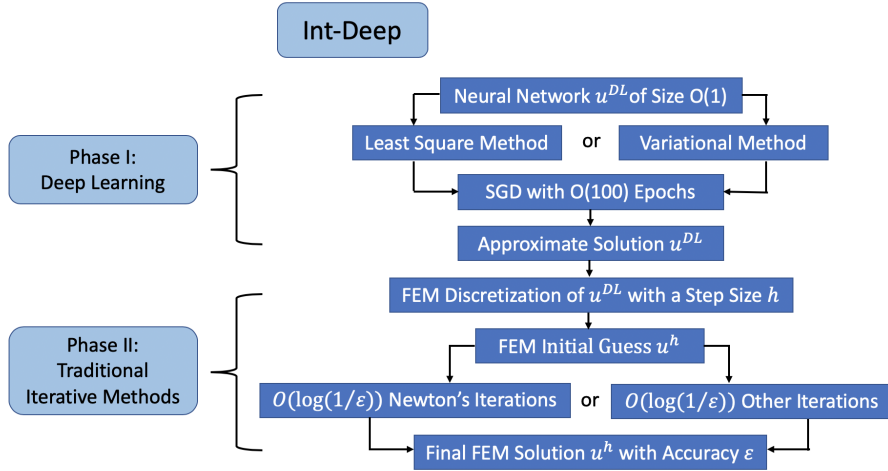 Int-Deep
Neural Network u^{DL} of Size O(1)
Least Square Method
or
Variational Method
Phase I:
Deep Learning
SGD with O(100) Epochs
Approximate Solution u^{DL}
FEM Discretization of u^{DL} with a Step Size h
Phase II:
Traditional
Iterative Methods
FEM Initial Guess u^h
O(log(1/ε)) Newton’s Iterations
or
O(log(1/ε)) Other Iterations
Final FEM Solution u^h with Accuracy ε